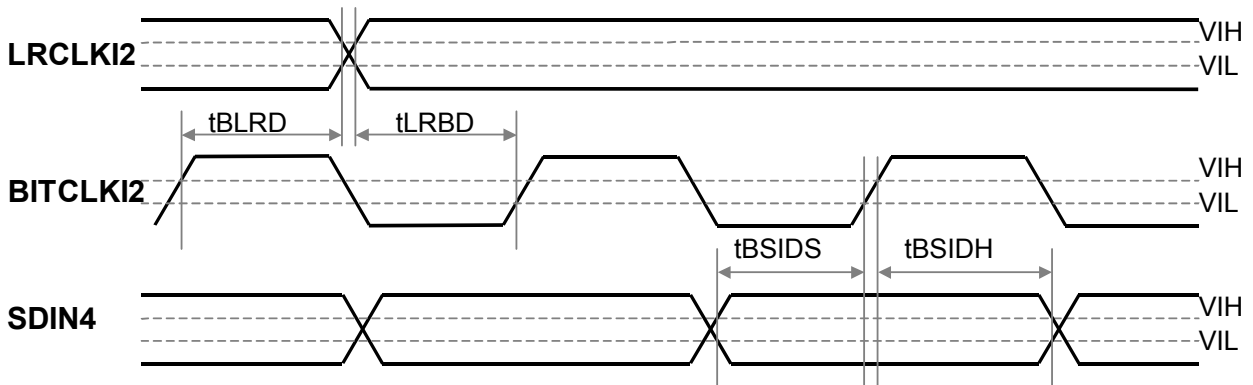 LRCLKI2
VIH
VIL
tBLRD
tLRBD
BITCLKI2
VIH
VIL
tBSIDS
tBSIDH
SDIN4
VIH
VIL